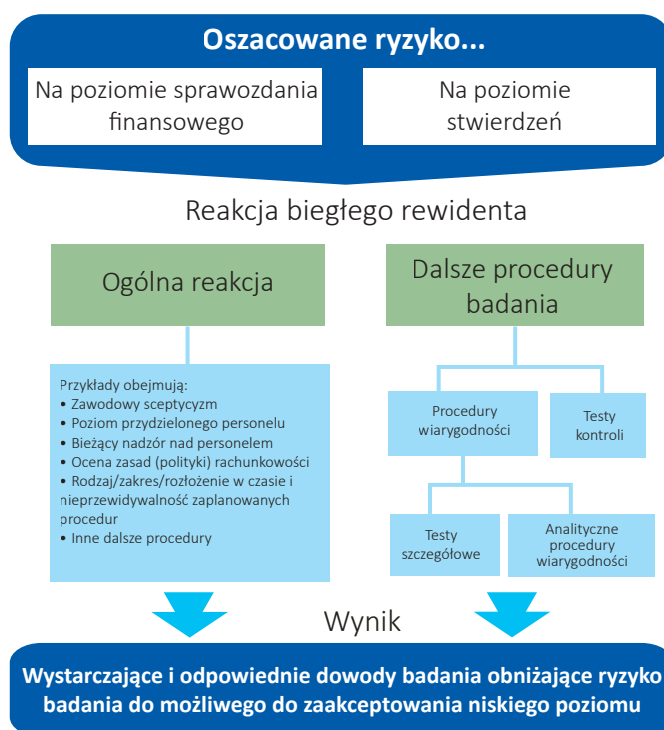 Oszacowane ryzyko...
Na poziomie sprawozdania
finansowego
Na poziomie
stwierdzeń
Reakcja biegłego rewidenta
Ogólna reakcja
Dalsze procedury
badania
Przykłady obejmują:
• Zawodowy sceptycyzm
• Poziom przydzielonego personelu
• Bieżący nadzór nad personelem
• Ocena zasad (polityki) rachunkowości
• Rodzaj/zakres/rozłożenie w czasie i
nieprzewidywalność zaplanowanych
procedur
• Inne dalsze procedury
Procedury
wiarygodności
Testy
kontroli
Testy
szczegółowe
Analityczne
procedury
wiarygodności
Wynik
Wystarczające i odpowiednie dowody badania obniżające ryzyko
badania do możliwego do zaakceptowania niskiego poziomu